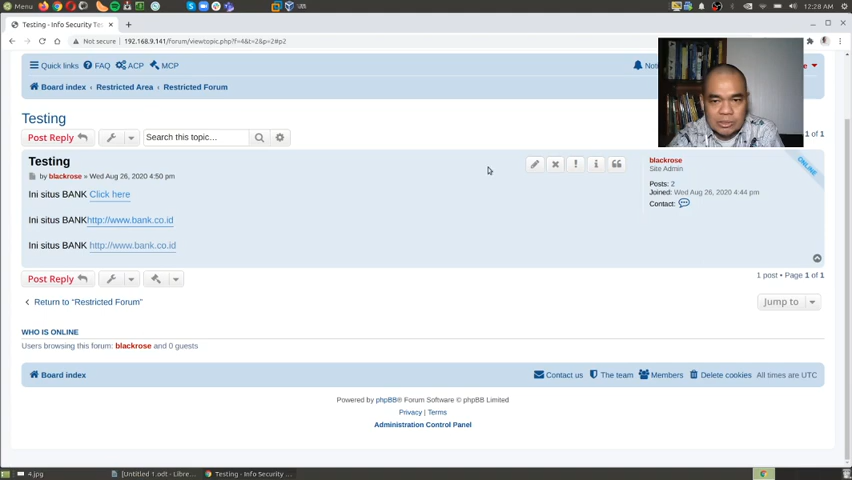 Menu
12:28 AM
Testing - Info Security Te
Not secure
192.168.9.141/forum/viewtopic.php?f=4&t=2&p=2#p2
Quick links FAQ ACP MCP
Board index Restricted Area Restricted Forum
Testing
Post Reply
Search this topic…
of 1
Testing
by blackrose » Wed Aug 26, 2020 4:50 pm
Ini situs BANK Click here
Ini situs BANKhttp://www.bank.co.id
Ini situs BANK http://www.bank.co.id
blackrose
Site Admin
Posts: 2
Joined: Wed Aug 26, 2020 4:44 pm
Contact:
ONLINE
Post Reply
1 post • Page 1 of 1
Return to “Restricted Forum”
Jump to
WHO IS ONLINE
Users browsing this forum: blackrose and 0 guests
Board index
Contact us The team Members Delete cookies All times are UTC
Powered by phpBB® Forum Software © phpBB Limited
Privacy | Terms
Administration Control Panel
4.jpg
[Untitled 1.odt - Libre...
Testing - Info Security ...